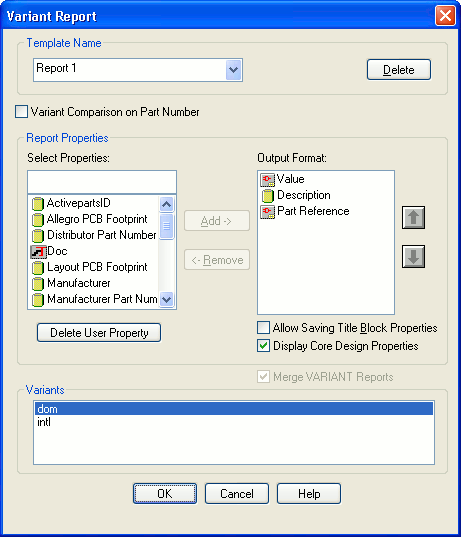 Variant Report
Template Name
Report 1
Delete
Variant Comparison on Part Number
Report Properties
Select Properties:
ActivepartsID
Allegro PCB Footprint
Distributor Part Number
Doc
Layout PCB Footprint
Manufacturer
Manufacturer Part Num
Delete User Property
Add ->
<- Remove
Output Format:
Value
Description
Part Reference
Allow Saving Title Block Properties
Display Core Design Properties
Merge VARIANT Reports
Variants
dom
intl
OK
Cancel
Help